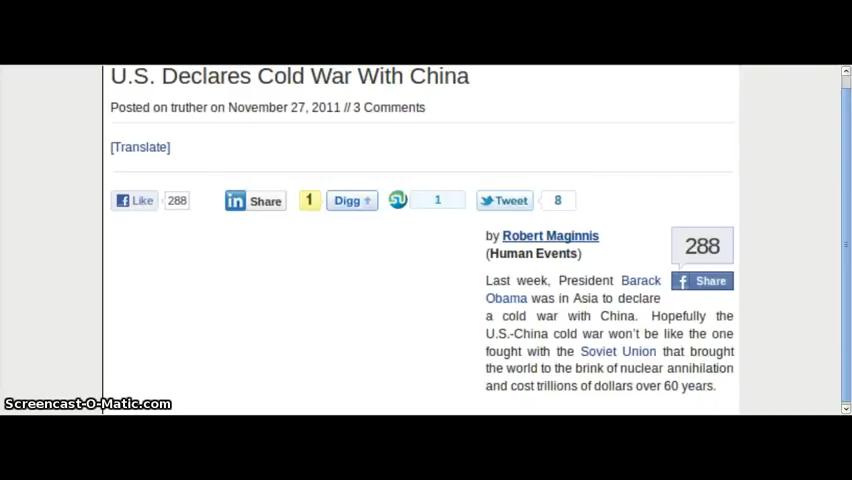 U.S. Declares Cold War With China
Posted on truther on November 27, 2011 // 3 Comments
[Translate]
Like 288 in Share 1 Digg 1 Tweet 8
by Robert Maginnis
(Human Events)
288
f Share
Last week, President Barack
Obama was in Asia to declare
a cold war with China. Hopefully the
U.S.-China cold war won't be like the one
fought with the Soviet Union that brought
the world to the brink of nuclear annihilation
and cost trillions of dollars over 60 years.
Screencast-O-Matic.com